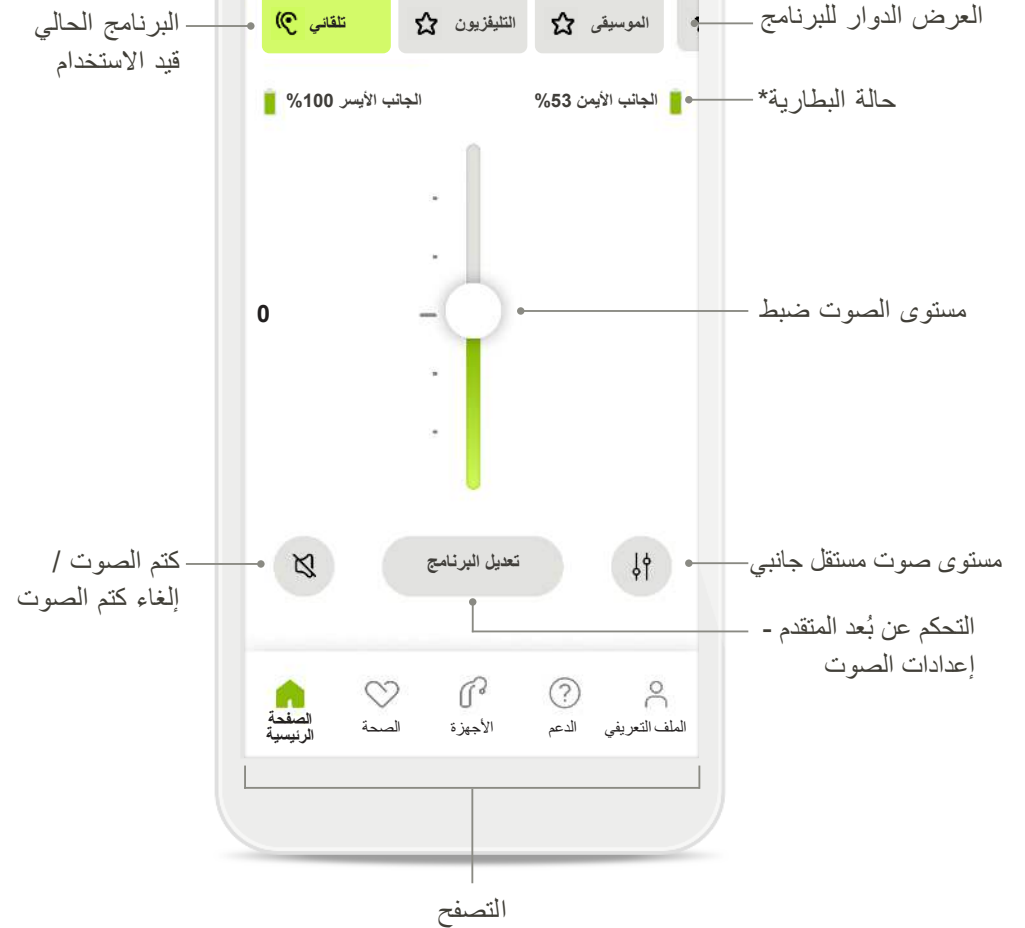 العرض الدوار للبرنامج
الموسيقى
التليفزيون
تلقائي
البرنامج الحالي
قيد الاستخدام
حالة البطارية*
الجانب الأيمن 53%
الجانب الأيسر 100%
0
مستوى الصوت ضبط
مستوى صوت مستقل جانبي
تعديل البرنامج
كتم الصوت /
إلغاء كتم الصوت
التحكم عن بُعد المتقدم -
إعدادات الصوت
الملف التعريفي
الدعم
الأجهزة
الصحة
الصفحة
الرئيسية
التصفح